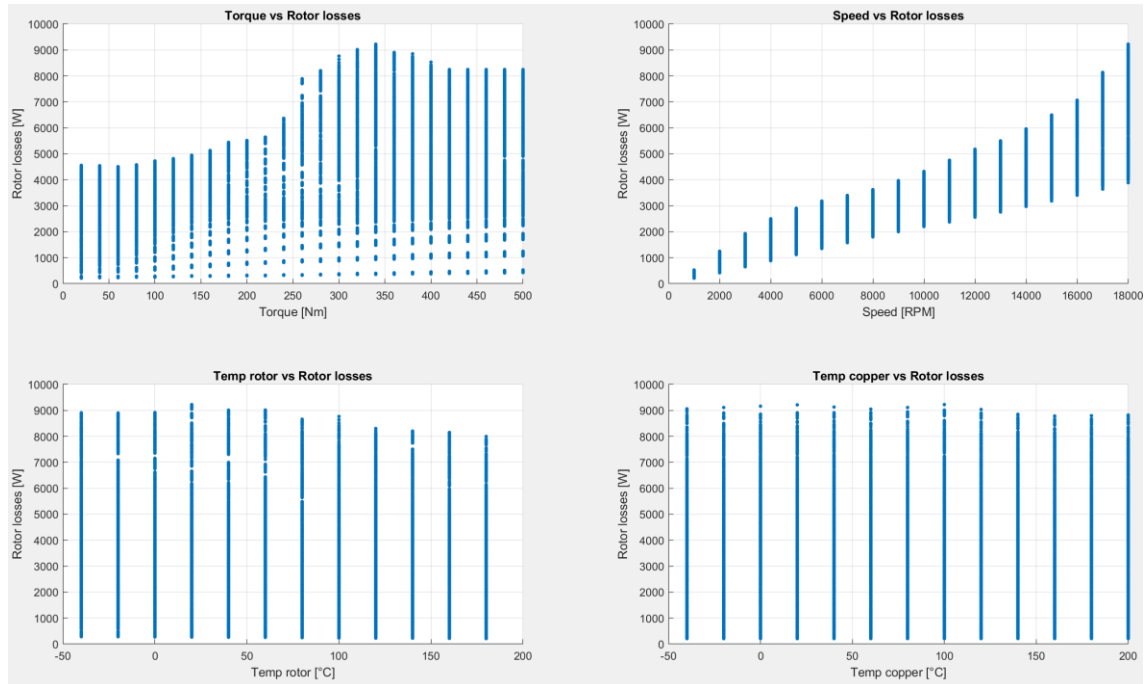 Torque vs Rotor losses
10000
9000
8000
7000
6000
5000
4000
3000
2000
1000
0
Rotor losses [W]
0 50 100 150 200 250 300 350 400 450 500
Torque [Nm]
Speed vs Rotor losses
10000
9000
8000
7000
6000
5000
4000
3000
2000
1000
0
Rotor losses [W]
0 2000 4000 6000 8000 10000 12000 14000 16000 18000
Speed [RPM]
Temp rotor vs Rotor losses
10000
9000
8000
7000
6000
5000
4000
3000
2000
1000
0
Rotor losses [W]
-50 0 50 100 150 200
Temp rotor [°C]
Temp copper vs Rotor losses
10000
9000
8000
7000
6000
5000
4000
3000
2000
1000
0
Rotor losses [W]
-50 0 50 100 150 200
Temp copper [°C]